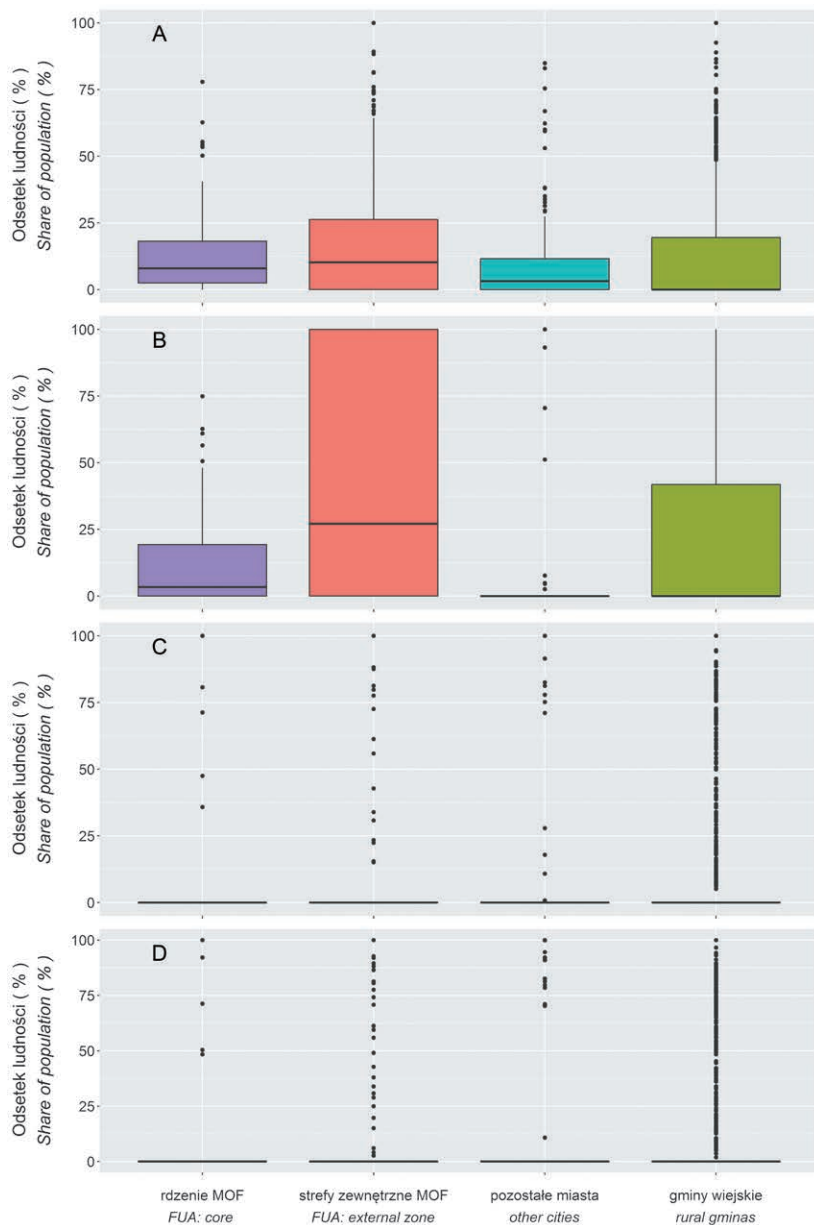 A
Odsetek ludności ( % )
Share of population ( % )
100
75
50
25
0
B
Odsetek ludności ( % )
Share of population ( % )
100
75
50
25
0
C
Odsetek ludności ( % )
Share of population ( % )
100
75
50
25
0
D
Odsetek ludności ( % )
Share of population ( % )
100
75
50
25
0
rdzenie MOF
FUA: core
strefy zewnętrzne MOF
FUA: external zone
pozostałe miasta
other cities
gminy wiejskie
rural gminas